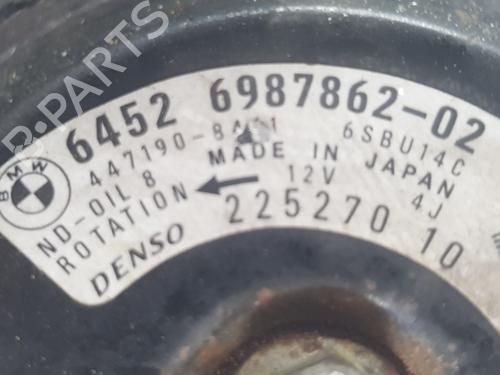 BMW
6452 6987862-02
447190- 6SBU14C
ND-OIL 8 MADE IN JAPAN
ROTATION 12V 4J
DENSO 225270 10
B-PARTS